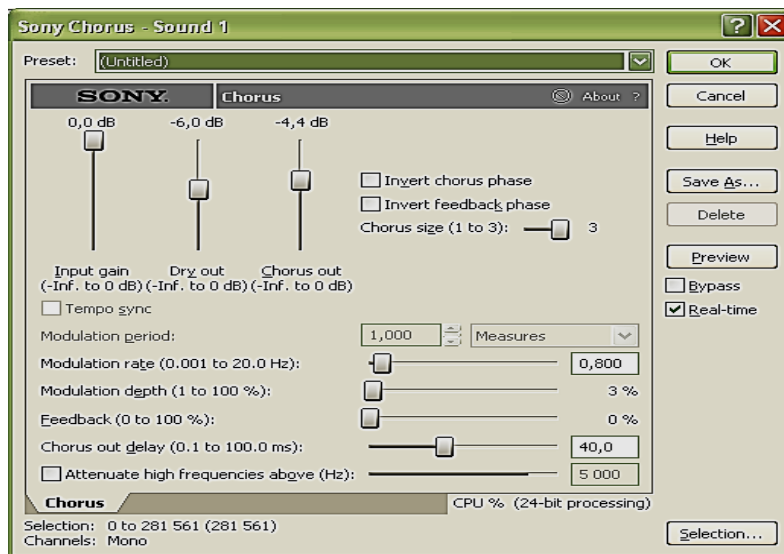 Sony Chorus - Sound 1
Preset: (Untitled)
OK
SONY. Chorus About ?
Cancel
0,0 dB -6,0 dB -4,4 dB
Help
Invert chorus phase
Save As...
Invert feedback phase
Delete
Chorus size (1 to 3): 3
Preview
Input gain Dry out Chorus out
(-Inf. to 0 dB) (-Inf. to 0 dB) (-Inf. to 0 dB)
Bypass
Tempo sync
Real-time
Modulation period: 1,000 Measures
Modulation rate (0.001 to 20.0 Hz): 0,800
Modulation depth (1 to 100 %): 3 %
Feedback (0 to 100 %): 0 %
Chorus out delay (0.1 to 100.0 ms): 40,0
Attenuate high frequencies above (Hz): 5 000
Chorus CPU % (24-bit processing)
Selection: 0 to 281 561 (281 561)
Channels: Mono
Selection...